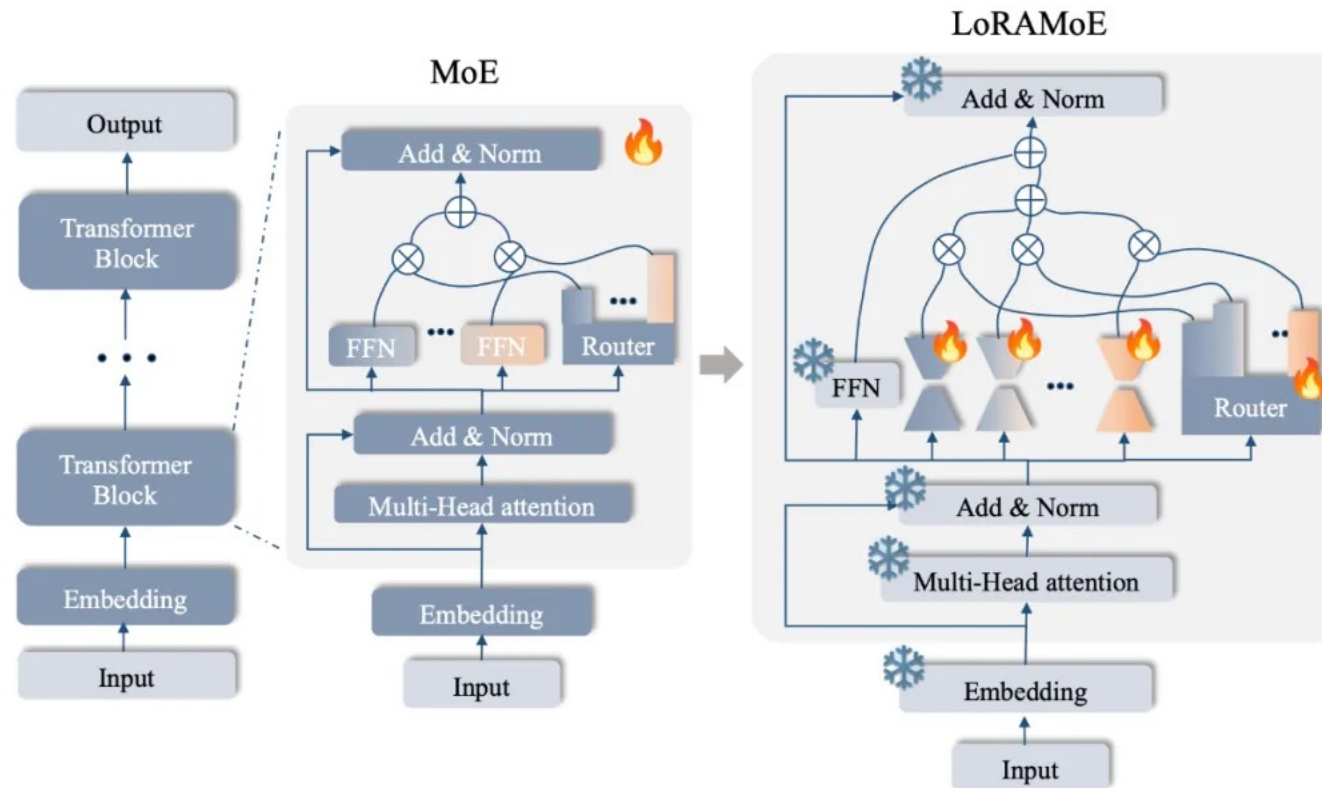 Output
Transformer
Block
Transformer
Block
Embedding
Input
MoE
Add & Norm
FFN
FFN
Router
Add & Norm
Multi-Head attention
Embedding
Input
LoRAMoE
Add & Norm
FFN
Router
Add & Norm
Multi-Head attention
Embedding
Input